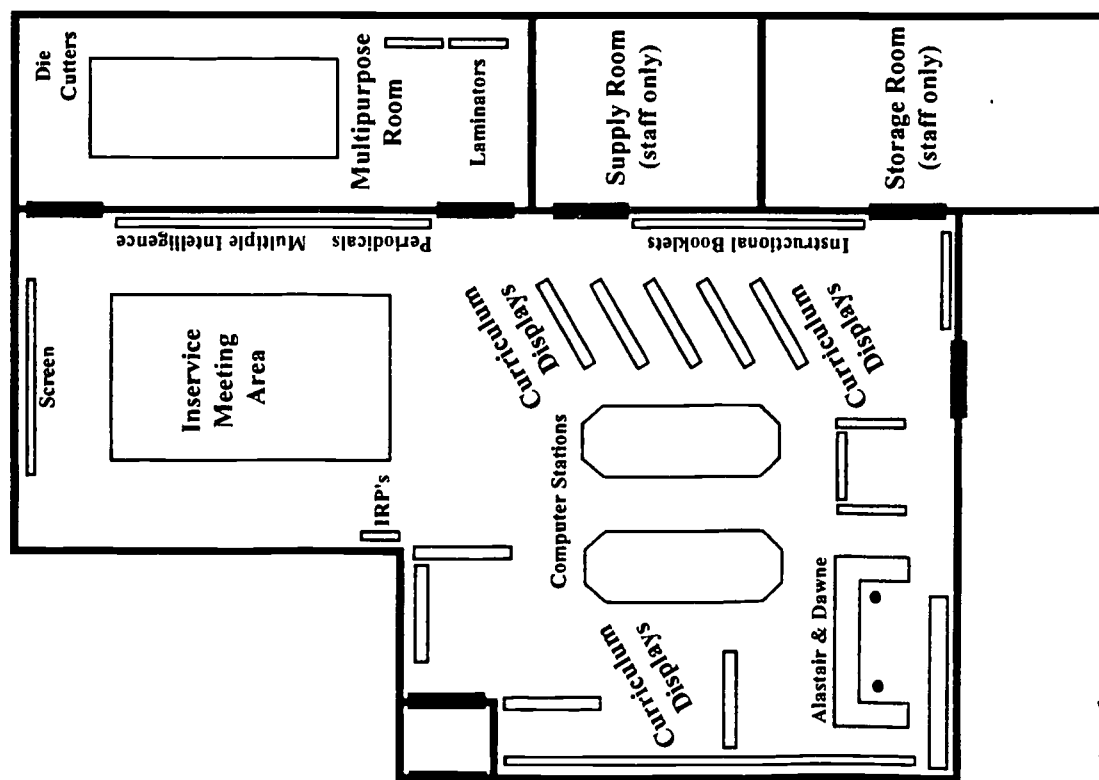 Die
Cutters
Multipurpose
Room
Laminators
Supply Room
(staff only)
Storage Room
(staff only)
Screen
Inservice
Meeting
Area
IRP's
Multiple Intelligence
Periodicals
Instructional Booklets
Curriculum
Displays
Curriculum
Displays
Computer Stations
Curriculum
Displays
Alastair & Dawne